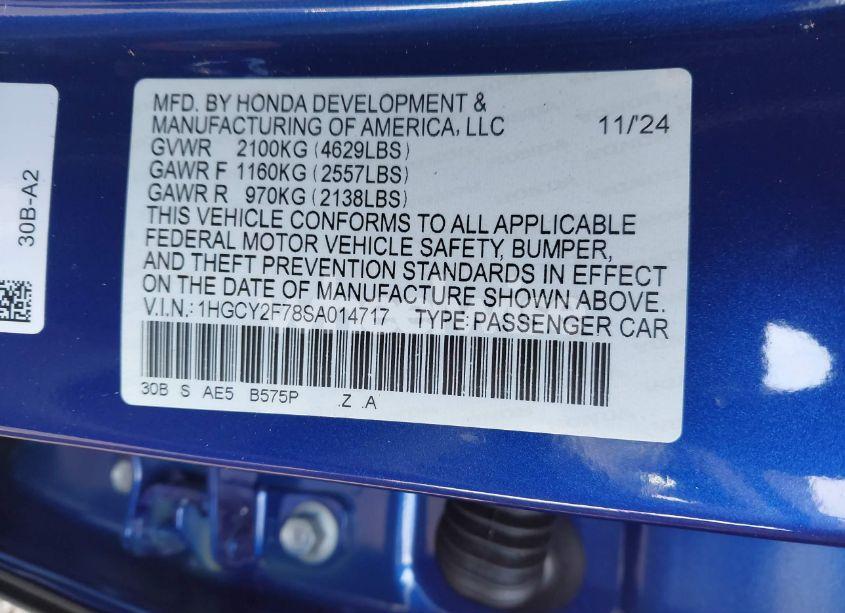 MFD. BY HONDA DEVELOPMENT &
MANUFACTURING OF AMERICA, LLC 11/'24
GVWR 2100KG (4629LBS)
GAWR F 1160KG (2557LBS)
GAWR R 970KG (2138LBS)
THIS VEHICLE CONFORMS TO ALL APPLICABLE
FEDERAL MOTOR VEHICLE SAFETY, BUMPER,
AND THEFT PREVENTION STANDARDS IN EFFECT
ON THE DATE OF MANUFACTURE SHOWN ABOVE.
V.I.N.: 1HGCY2F78SA014717 TYPE: PASSENGER CAR
30B S AE5 B575P .Z .A
30B-A2